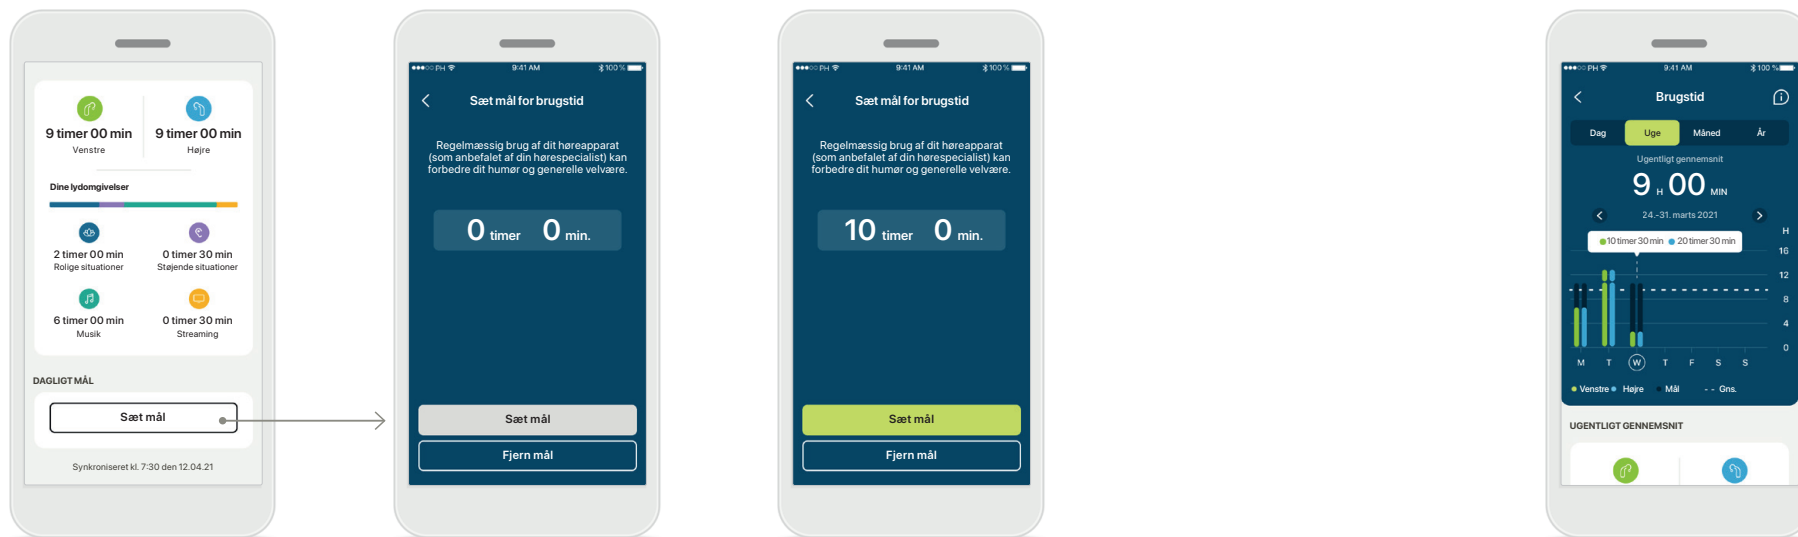 9 timer 00 min
9 timer 00 min
Venstre
Højre
Dine lydomgivelser
2 timer 00 min
0 timer 30 min
Rolige situationer
Støjende situationer
6 timer 00 min
0 timer 30 min
Musik
Streaming
DAGLIGT MÅL
Sæt mål
Synkroniseret kl. 7:30 den 12.04.21
PH 9:41 AM 100 %
Sæt mål for brugstid
Regelmæssig brug af dit høreapparat
(som anbefalet af din hørespecialist) kan
forbedre dit humør og generelle velvære.
0 timer 0 min.
Sæt mål
Fjern mål
PH 9:41 AM 100 %
Sæt mål for brugstid
Regelmæssig brug af dit høreapparat
(som anbefalet af din hørespecialist) kan
forbedre dit humør og generelle velvære.
10 timer 0 min.
Sæt mål
Fjern mål
PH 9:41 AM 100 %
Brugstid
Dag Uge Måned År
Ugentligt gennemsnit
9 H 00 MIN
24.-31. marts 2021
H
10 timer 30 min 20 timer 30 min
16
12
8
4
0
M T W T F S S
Venstre Højre Mål - - Gns.
UGENTLIGT GENNEMSNIT